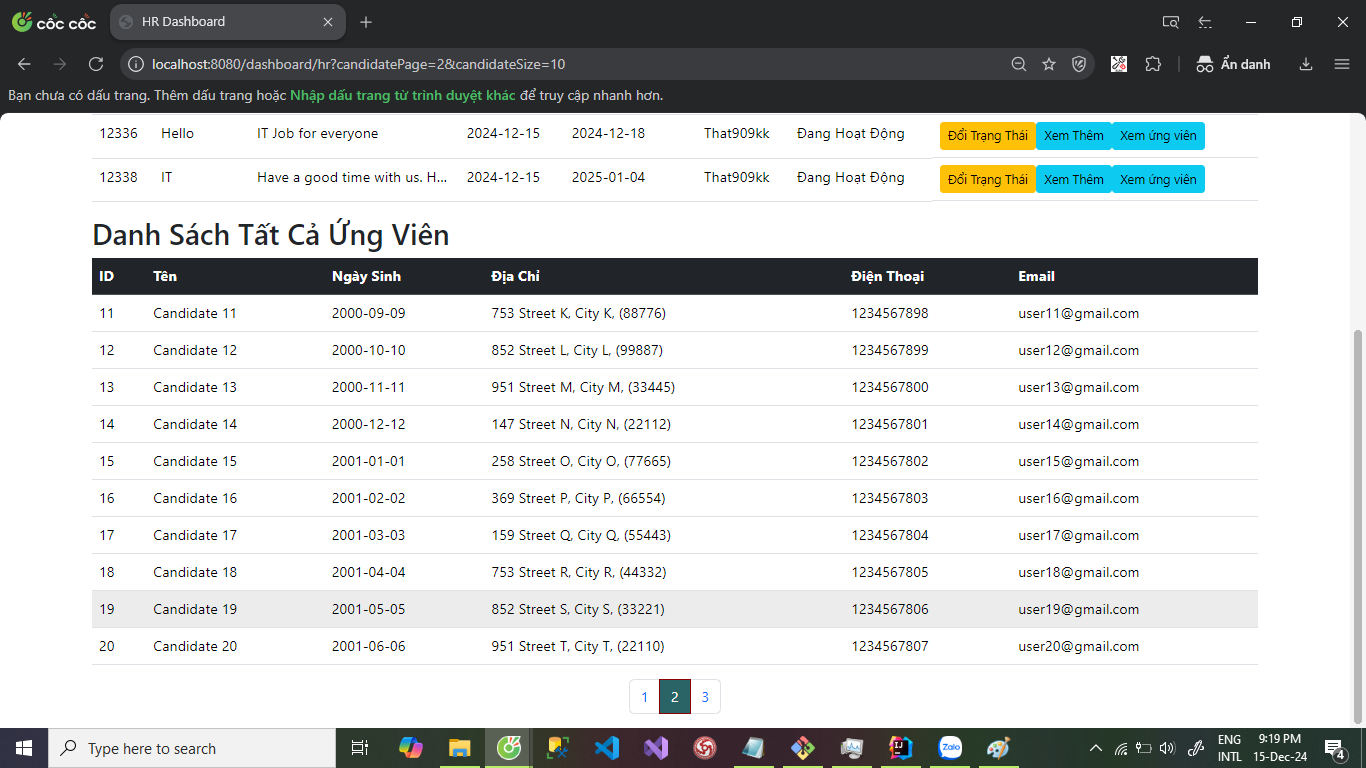 cốc cốc HR Dashboard
localhost:8080/dashboard/hr?candidatePage=2&candidateSize=10 Ẩn danh
Bạn chưa có dấu trang. Thêm dấu trang hoặc Nhập dấu trang từ trình duyệt khác để truy cập nhanh hơn.
12336 Hello IT Job for everyone 2024-12-15 2024-12-18 That909kk Đang Hoạt Động Đổi Trạng Thái Xem Thêm Xem ứng viên
12338 IT Have a good time with us. H... 2024-12-15 2025-01-04 That909kk Đang Hoạt Động Đổi Trạng Thái Xem Thêm Xem ứng viên
Danh Sách Tất Cả Ứng Viên
ID Tên Ngày Sinh Địa Chỉ Điện Thoại Email
11 Candidate 11 2000-09-09 753 Street K, City K, (88776) 1234567898 user11@gmail.com
12 Candidate 12 2000-10-10 852 Street L, City L, (99887) 1234567899 user12@gmail.com
13 Candidate 13 2000-11-11 951 Street M, City M, (33445) 1234567800 user13@gmail.com
14 Candidate 14 2000-12-12 147 Street N, City N, (22112) 1234567801 user14@gmail.com
15 Candidate 15 2001-01-01 258 Street O, City O, (77665) 1234567802 user15@gmail.com
16 Candidate 16 2001-02-02 369 Street P, City P, (66554) 1234567803 user16@gmail.com
17 Candidate 17 2001-03-03 159 Street Q, City Q, (55443) 1234567804 user17@gmail.com
18 Candidate 18 2001-04-04 753 Street R, City R, (44332) 1234567805 user18@gmail.com
19 Candidate 19 2001-05-05 852 Street S, City S, (33221) 1234567806 user19@gmail.com
20 Candidate 20 2001-06-06 951 Street T, City T, (22110) 1234567807 user20@gmail.com
1 2 3
Type here to search Zalo ENG 9:19 PM
INTL 15-Dec-24 4